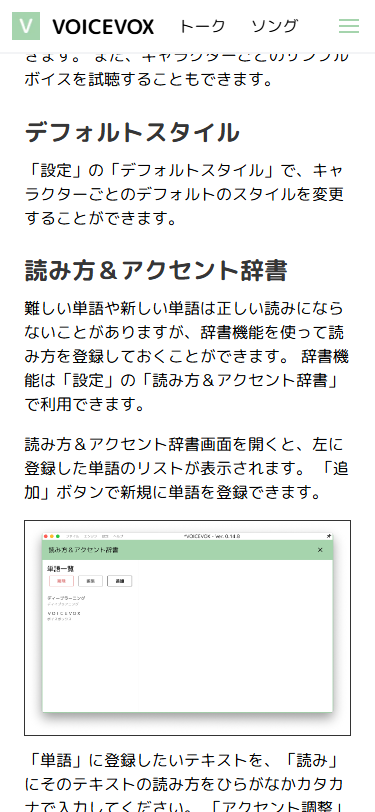 V VOICEVOX トーク ソング
きます。 また、キャラクターごとのサンプル
ボイスを試聴することもできます。
デフォルトスタイル
「設定」の「デフォルトスタイル」で、キャ
ラクターごとのデフォルトのスタイルを変更
することができます。
読み方＆アクセント辞書
難しい単語や新しい単語は正しい読みになら
ないことがありますが、辞書機能を使って読
み方を登録しておくことができます。 辞書機
能は「設定」の「読み方＆アクセント辞書」
で利用できます。
読み方＆アクセント辞書画面を開くと、左に
登録した単語のリストが表示されます。 「追
加」ボタンで新規に単語を登録できます。
*VOICEVOX - Ver. 0.14.8
読み方＆アクセント辞書
単語一覧
ディープラーニング
ディイプラアニング
ＶＯＩＣＥＶＯＸ
ボイスボックス
「単語」に登録したいテキストを、「読み」
にそのテキストの読み方をひらがなかカタカ
ナで入力してください。 「アクセント調整」